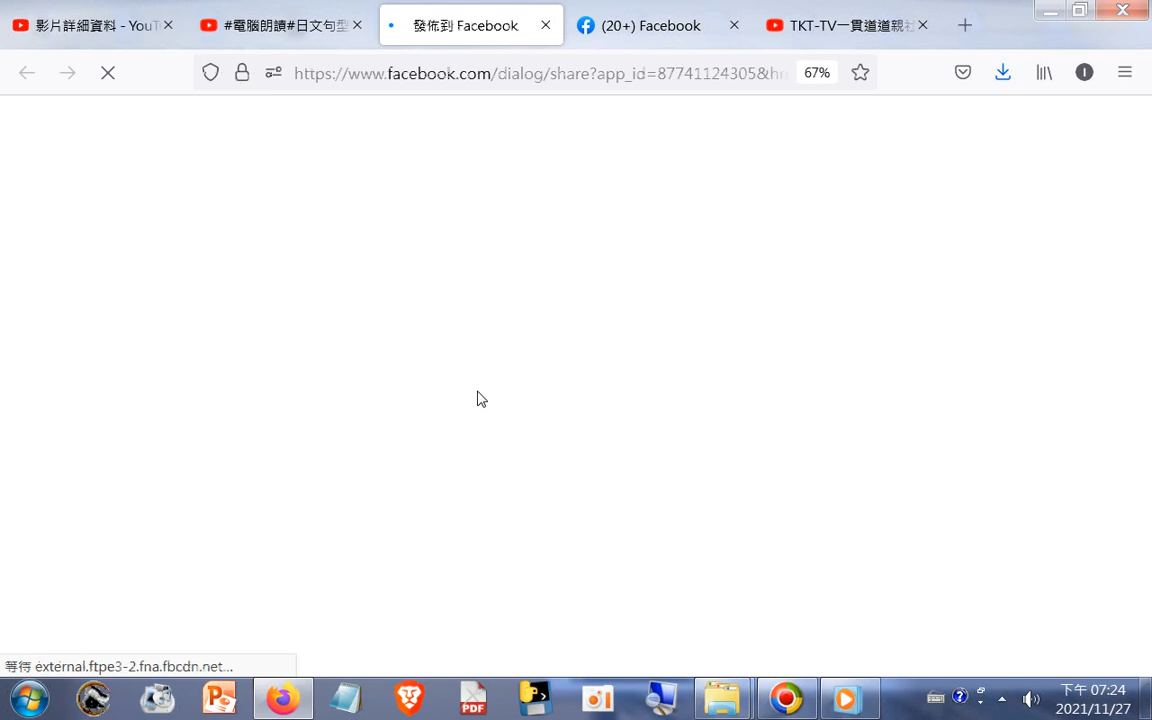 影片詳細資料 - YouT
#電腦朗讀#日文句型
發佈到 Facebook
(20+) Facebook
TKT-TV一貫道道親社
https://www.facebook.com/dialog/share?app_id=87741124305&hr
67%
等待 external.ftpe3-2.fna.fbcdn.net...
PDF
下午 07:24
2021/11/27